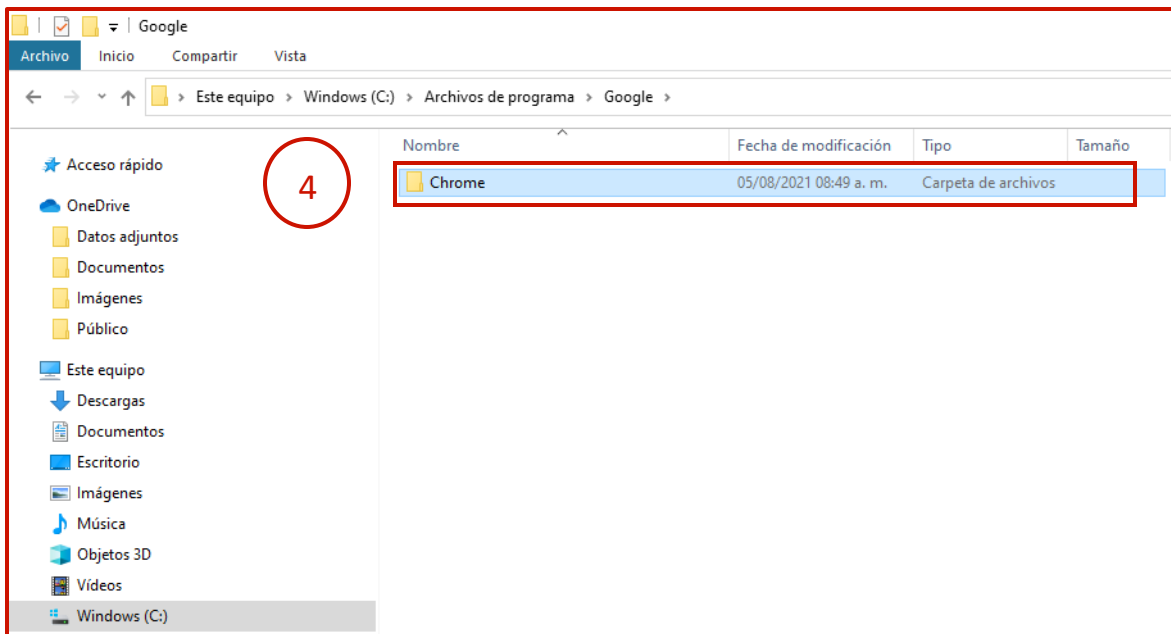 Google
Archivo Inicio Compartir Vista
Este equipo > Windows (C:) > Archivos de programa > Google >
Nombre Fecha de modificación Tipo Tamaño
Chrome 05/08/2021 08:49 a. m. Carpeta de archivos
4
Acceso rápido
OneDrive
Datos adjuntos
Documentos
Imágenes
Público
Este equipo
Descargas
Documentos
Escritorio
Imágenes
Música
Objetos 3D
Vídeos
Windows (C:)